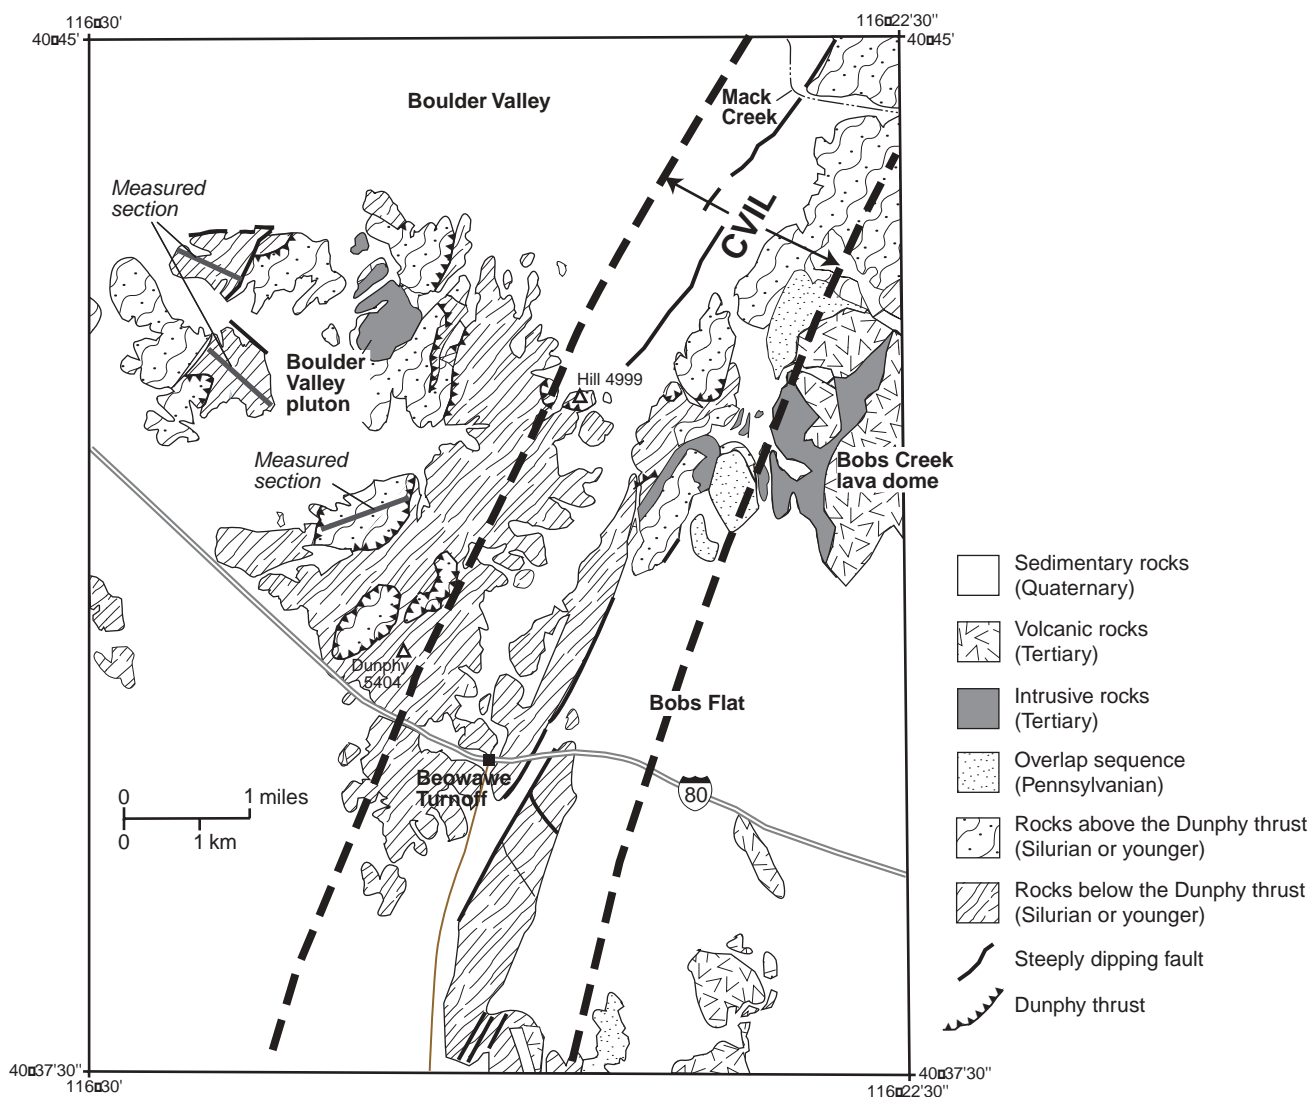 116▯30'
116▯22'30"
40▯45'
40▯45'
Boulder Valley
Mack
Creek
Measured
section
CVIL
Boulder
Valley
pluton
Hill 4999
Measured
section
Bobs Creek
lava dome
Dunphy
5404
Bobs Flat
Beowawe
Turnoff
80
0 1 miles
0 1 km
Sedimentary rocks
(Quaternary)
Volcanic rocks
(Tertiary)
Intrusive rocks
(Tertiary)
Overlap sequence
(Pennsylvanian)
Rocks above the Dunphy thrust
(Silurian or younger)
Rocks below the Dunphy thrust
(Silurian or younger)
Steeply dipping fault
Dunphy thrust
40▯37'30"
40▯37'30"
116▯30'
116▯22'30"